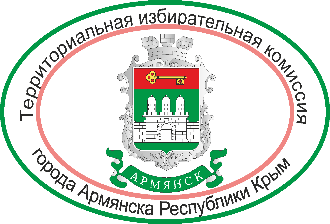 Территориальная избирательная комиссия
АРМЯНСК
города Армянска Республики Крым